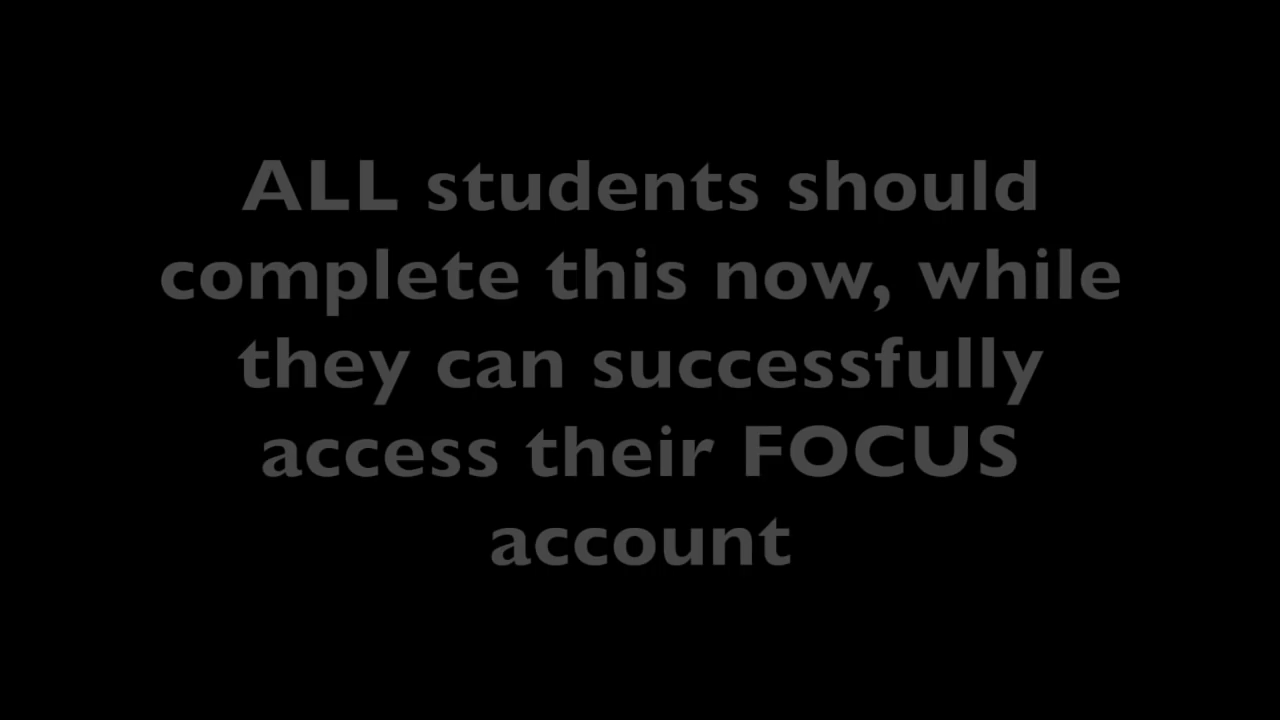 ALL students should
complete this now, while
they can successfully
access their FOCUS
account